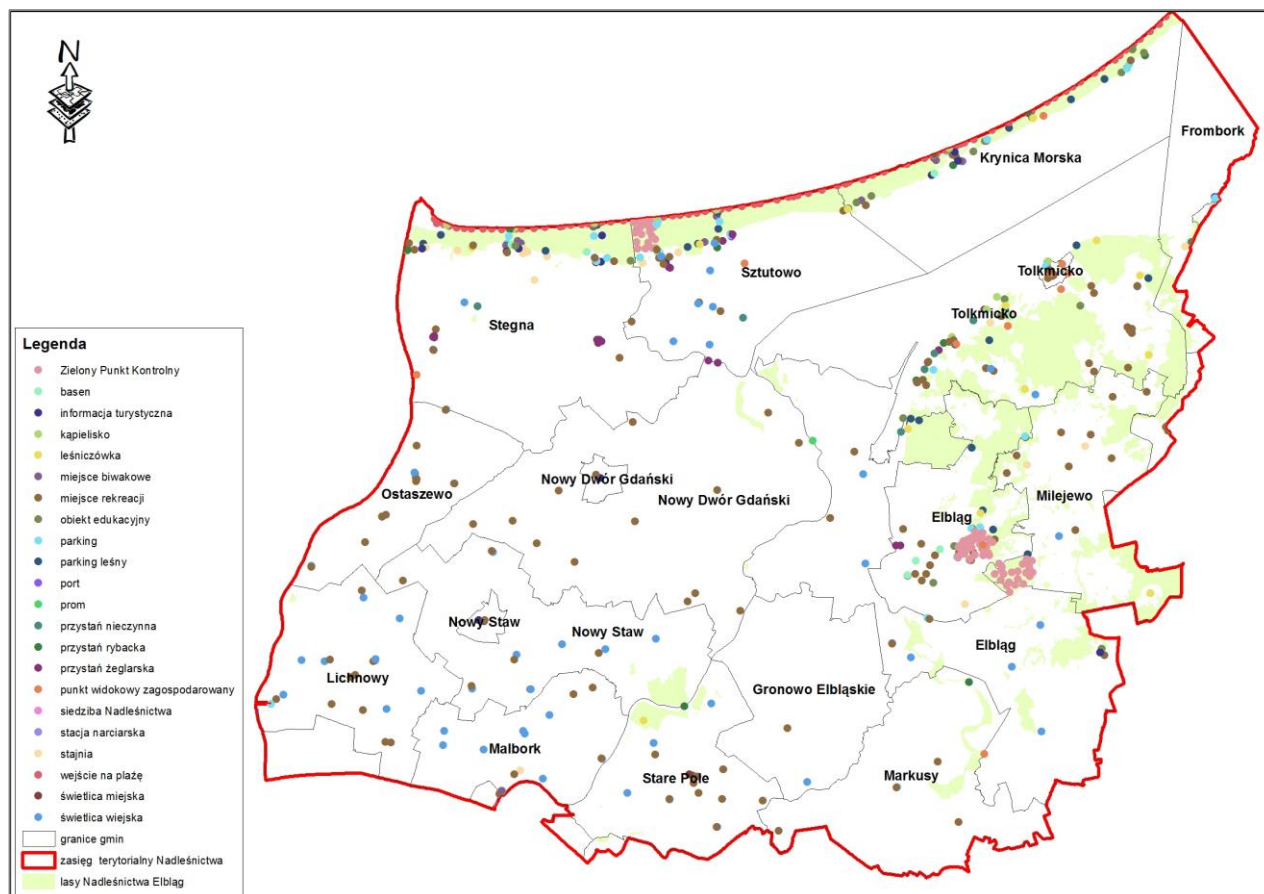 N
Frombork
Krynica Morska
Sztutowo
Tolkmicko
Tolkmicko
Stegna
Nowy Dwór Gdański
Nowy Dwór Gdański
Ostaszewo
Elbląg
Milejewo
Nowy Staw
Nowy Staw
Elbląg
Lichnowy
Gronowo Elbląskie
Malbork
Stare Pole
Markusy
Legenda
Zielony Punkt Kontrolny
basen
informacja turystyczna
kąpielisko
leśniczówka
miejsce biwakowe
miejsce rekreacji
obiekt edukacyjny
parking
parking leśny
port
prom
przystań nieczynna
przystań rybacka
przystań żeglarska
punkt widokowy zagospodarowany
siedziba Nadleśnictwa
stacja narciarska
stajnia
wejście na plażę
świetlica miejska
świetlica wiejska
granice gmin
zasięg terytorialny Nadleśnictwa
lasy Nadleśnictwa Elbląg